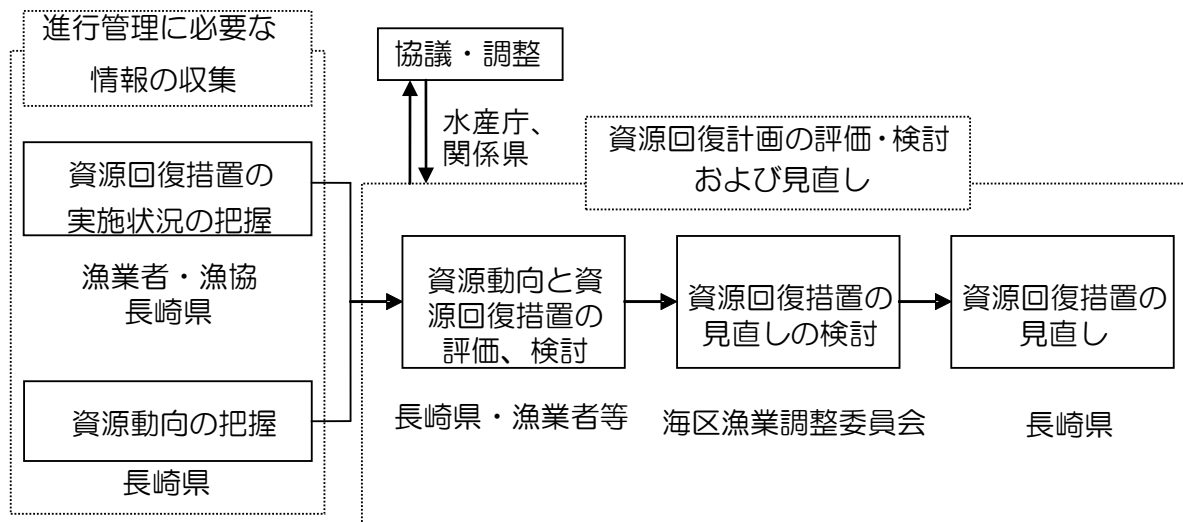 進行管理に必要な
情報の収集
資源回復措置の
実施状況の把握
漁業者・漁協
長崎県
資源動向の把握
長崎県
協議・調整
水産庁、
関係県
資源回復計画の評価・検討
および見直し
資源動向と資
源回復措置の
評価、検討
長崎県・漁業者等
資源回復措置の
見直しの検討
海区漁業調整委員会
資源回復措置の
見直し
長崎県